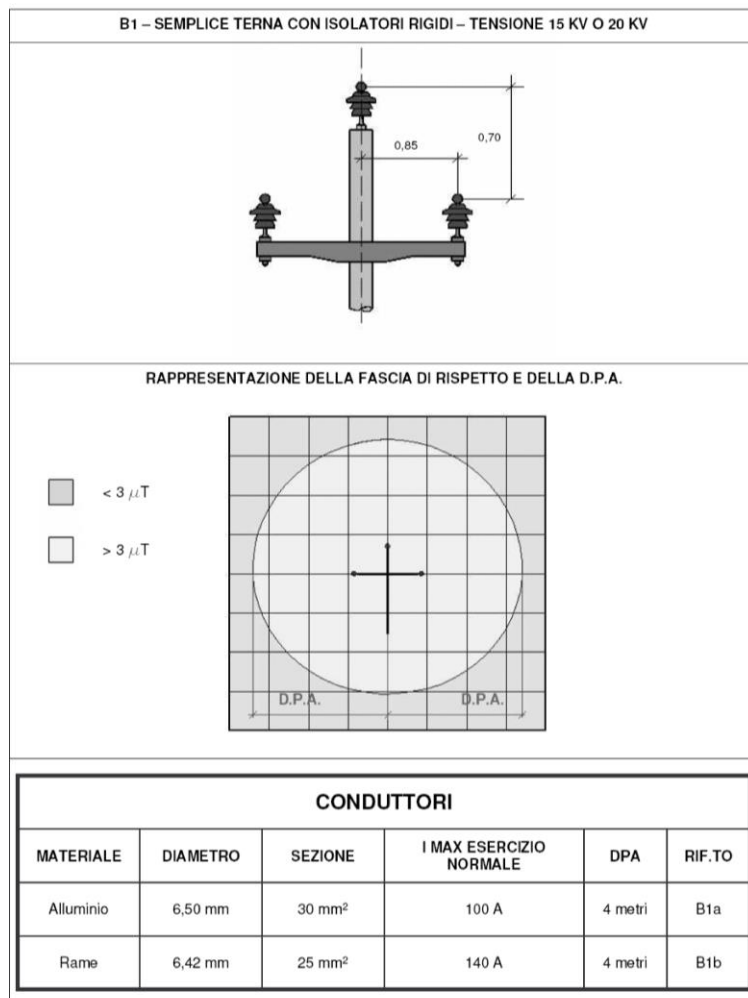 B1 – SEMPLICE TERNA CON ISOLATORI RIGIDI – TENSIONE 15 KV O 20 KV
0,85
0,70
RAPPRESENTAZIONE DELLA FASCIA DI RISPETTO E DELLA D.P.A.
< 3 μT
> 3 μT
D.P.A. D.P.A.
CONDUTTORI
MATERIALE DIAMETRO SEZIONE I MAX ESERCIZIO NORMALE DPA RIF.TO
Alluminio 6,50 mm 30 mm² 100 A 4 metri B1a
Rame 6,42 mm 25 mm² 140 A 4 metri B1b